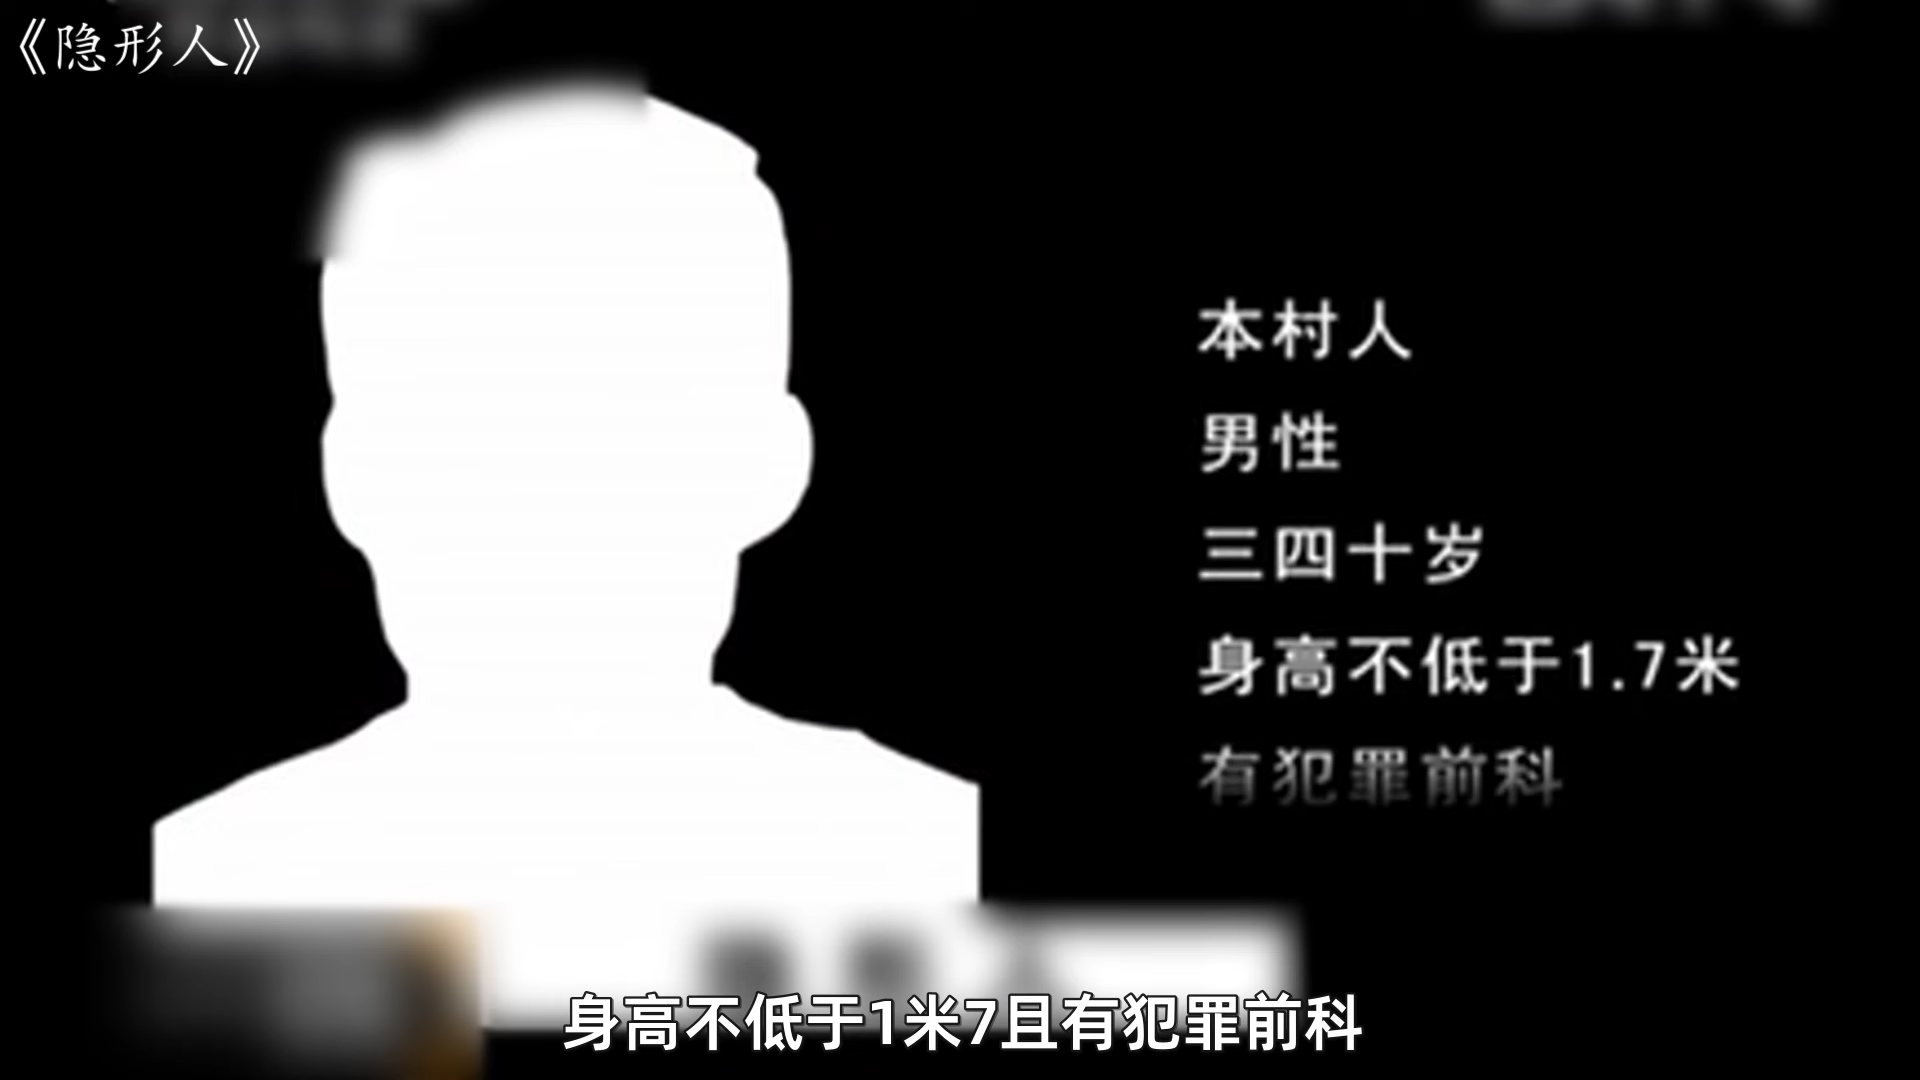 《隐形人》
本村人
男性
三四十岁
身高不低于1.7米
有犯罪前科
身高不低于1米7且有犯罪前科